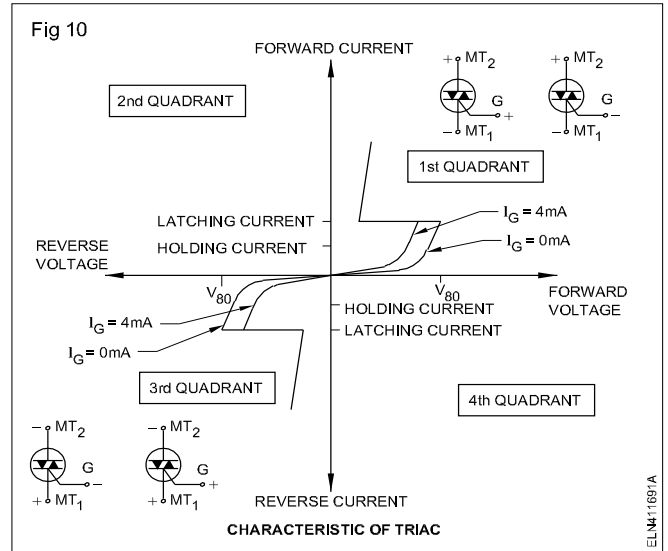 Fig 10
FORWARD CURRENT
+ MT2
G
- MT1 +
+ MT2
G
- MT1 -
2nd QUADRANT
1st QUADRANT
LATCHING CURRENT
IG = 4mA
HOLDING CURRENT
IG = 0mA
REVERSE VOLTAGE
V80
V80
FORWARD VOLTAGE
HOLDING CURRENT
IG = 4mA
LATCHING CURRENT
IG = 0mA
3rd QUADRANT
4th QUADRANT
- MT2
G
+ MT1 -
- MT2
G
+ MT1 +
REVERSE CURRENT
CHARACTERISTIC OF TRIAC
ELN411691A